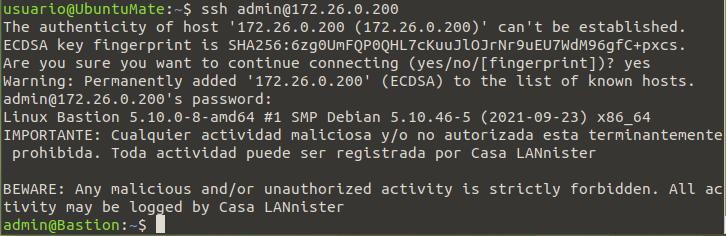 usuario@UbuntuMate:~$ ssh admin@172.26.0.200
The authenticity of host '172.26.0.200 (172.26.0.200)' can't be established.
ECDSA key fingerprint is SHA256:6zg0UmFQP0QHL7cKuuJlOJrNr9uEU7WdM96gfC+pxcs.
Are you sure you want to continue connecting (yes/no/[fingerprint])? yes
Warning: Permanently added '172.26.0.200' (ECDSA) to the list of known hosts.
admin@172.26.0.200's password:
Linux Bastion 5.10.0-8-amd64 #1 SMP Debian 5.10.46-5 (2021-09-23) x86_64
IMPORTANTE: Cualquier actividad maliciosa y/o no autorizada esta terminantemente
 prohibida. Toda actividad puede ser registrada por Casa LANnister

BEWARE: Any malicious and/or unauthorized activity is strictly forbidden. All ac
tivity may be logged by Casa LANnister
admin@Bastion:~$